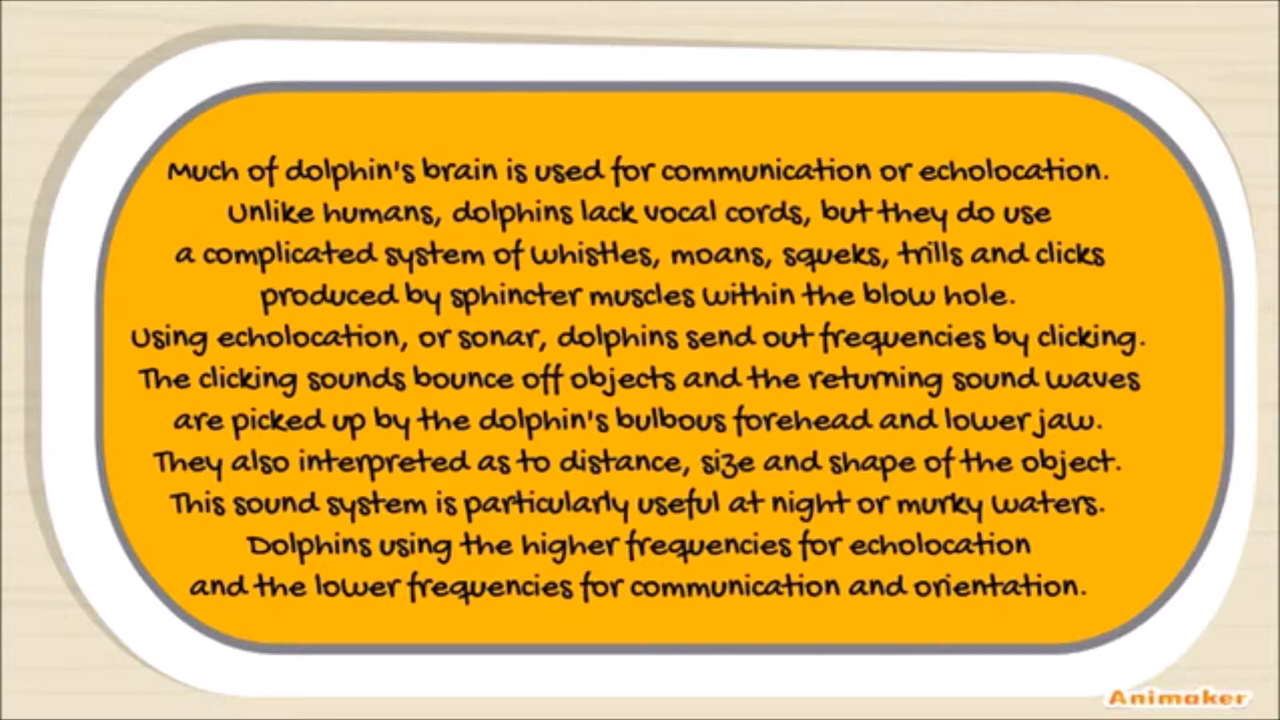 Much of dolphin's brain is used for communication or echolocation.
Unlike humans, dolphins lack vocal cords, but they do use
a complicated system of whistles, moans, squeks, trills and clicks
produced by sphincter muscles within the blow hole.
Using echolocation, or sonar, dolphins send out frequencies by clicking.
The clicking sounds bounce off objects and the returning sound waves
are picked up by the dolphin's bulbous forehead and lower jaw.
They also interpreted as to distance, size and shape of the object.
This sound system is particularly useful at night or murky waters.
Dolphins using the higher frequencies for echolocation
and the lower frequencies for communication and orientation.
Animaker